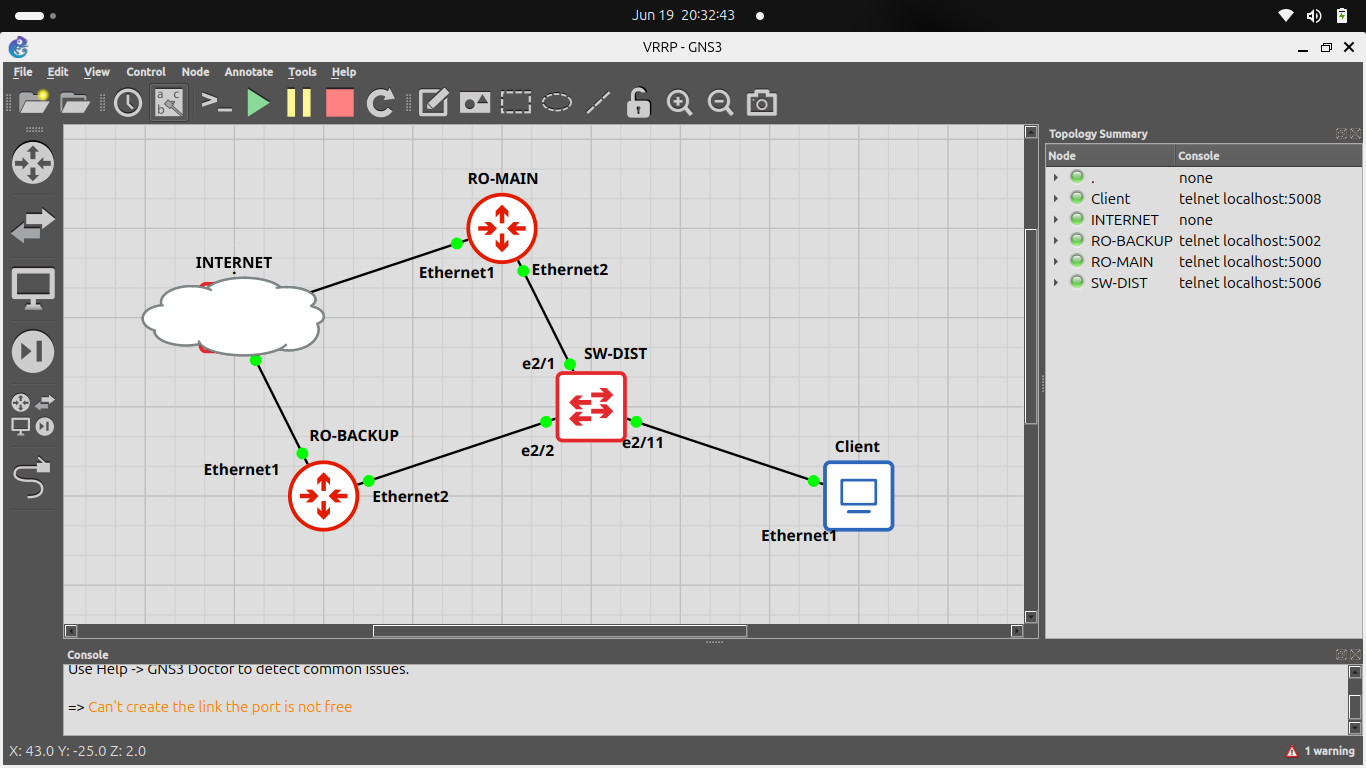 Jun 19 20:32:43
VRRP - GNS3
File Edit View Control Node Annotate Tools Help
a c
b
>_
Topology Summary
Node Console
. none
Client telnet localhost:5008
INTERNET none
RO-BACKUP telnet localhost:5002
RO-MAIN telnet localhost:5000
SW-DIST telnet localhost:5006
RO-MAIN
Ethernet1
Ethernet2
INTERNET
.
e2/1
SW-DIST
e2/2
e2/11
RO-BACKUP
Ethernet1
Ethernet2
Client
Ethernet1
Console
Use Help -> GNS3 Doctor to detect common issues.
=> Can't create the link the port is not free
X: 43.0 Y: -25.0 Z: 2.0
1 warning